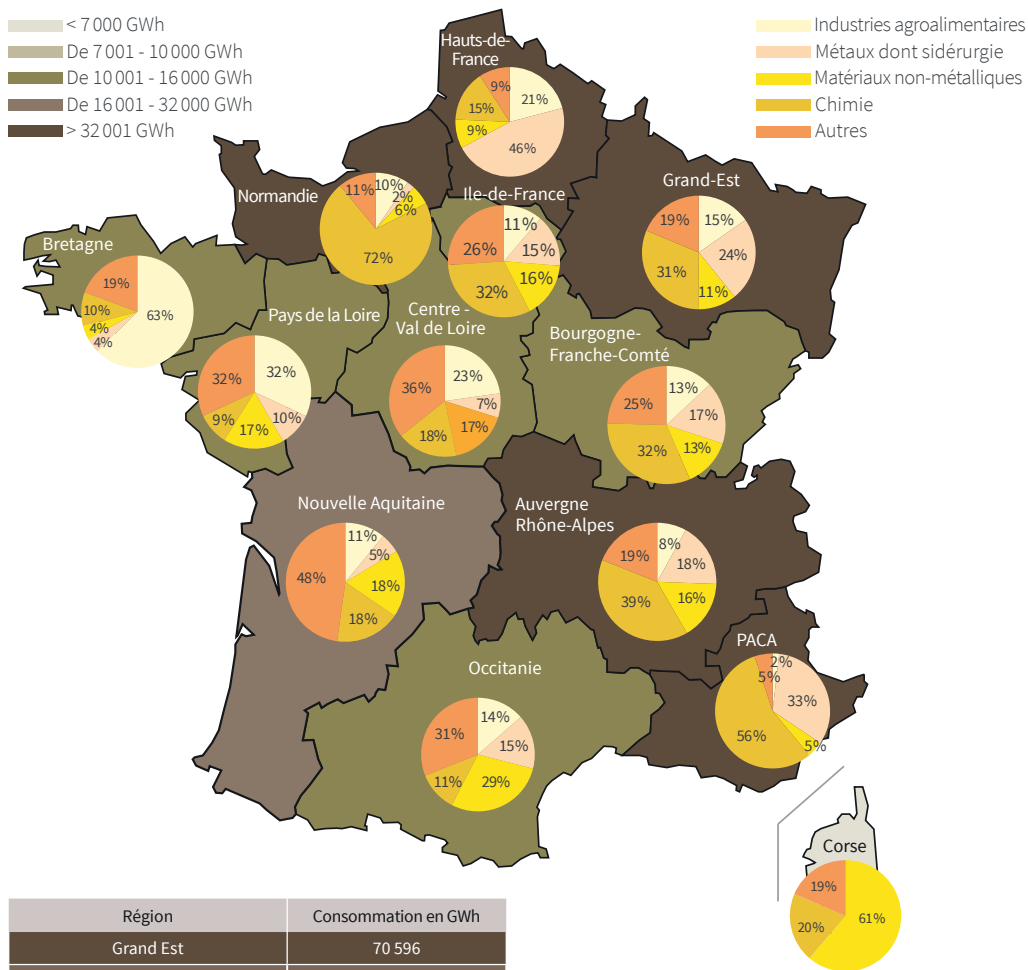 < 7 000 GWh
De 7 001 - 10 000 GWh
De 10 001 - 16 000 GWh
De 16 001 - 32 000 GWh
> 32 001 GWh
Industries agroalimentaires
Métaux dont sidérurgie
Matériaux non-métalliques
Chimie
Autres
Hauts-de-
France
9%
21%
15%
9%
46%
Normandie
11%
10%
2%
6%
72%
Ile-de-France
11%
26%
15%
16%
32%
Grand-Est
19%
15%
24%
31%
11%
Bretagne
19%
63%
10%
4%
4%
Pays de la Loire
32%
32%
10%
9%
17%
Centre -
Val de Loire
23%
36%
7%
17%
18%
Bourgogne-
Franche-Comté
13%
25%
17%
13%
32%
Nouvelle Aquitaine
11%
5%
48%
18%
18%
Auvergne
Rhône-Alpes
8%
19%
18%
39%
16%
PACA
2%
5%
33%
56%
5%
Occitanie
14%
31%
15%
11%
29%
Corse
19%
61%
20%
Région Consommation en GWh
Grand Est 70 596